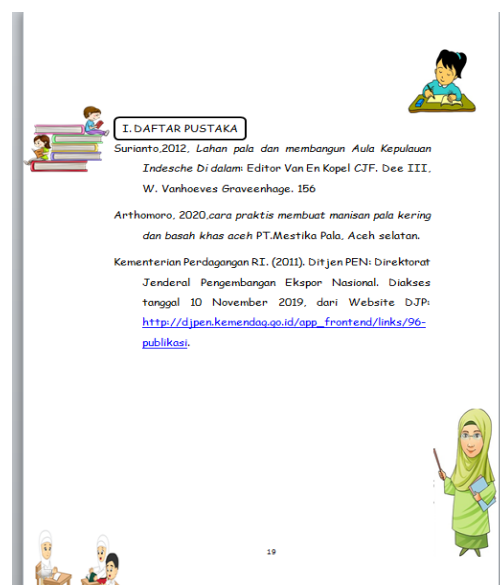 I. DAFTAR PUSTAKA
Surianto,2012, Lahan pala dan membangun Aula Kepulauan
Indesche Di dalam: Editor Van En Kopel CJF. Dee III,
W. Vanhoeves Graveenhage. 156
Arthomoro, 2020,cara praktis membuat manisan pala kering
dan basah khas aceh PT.Mestika Pala, Aceh selatan.
Kementerian Perdagangan RI. (2011). Ditjen PEN: Direktorat
Jenderal Pengembangan Ekspor Nasional. Diakses
tanggal 10 November 2019, dari Website DJP:
http://djpen.kemendag.go.id/app_frontend/links/96-
publikasi.
19